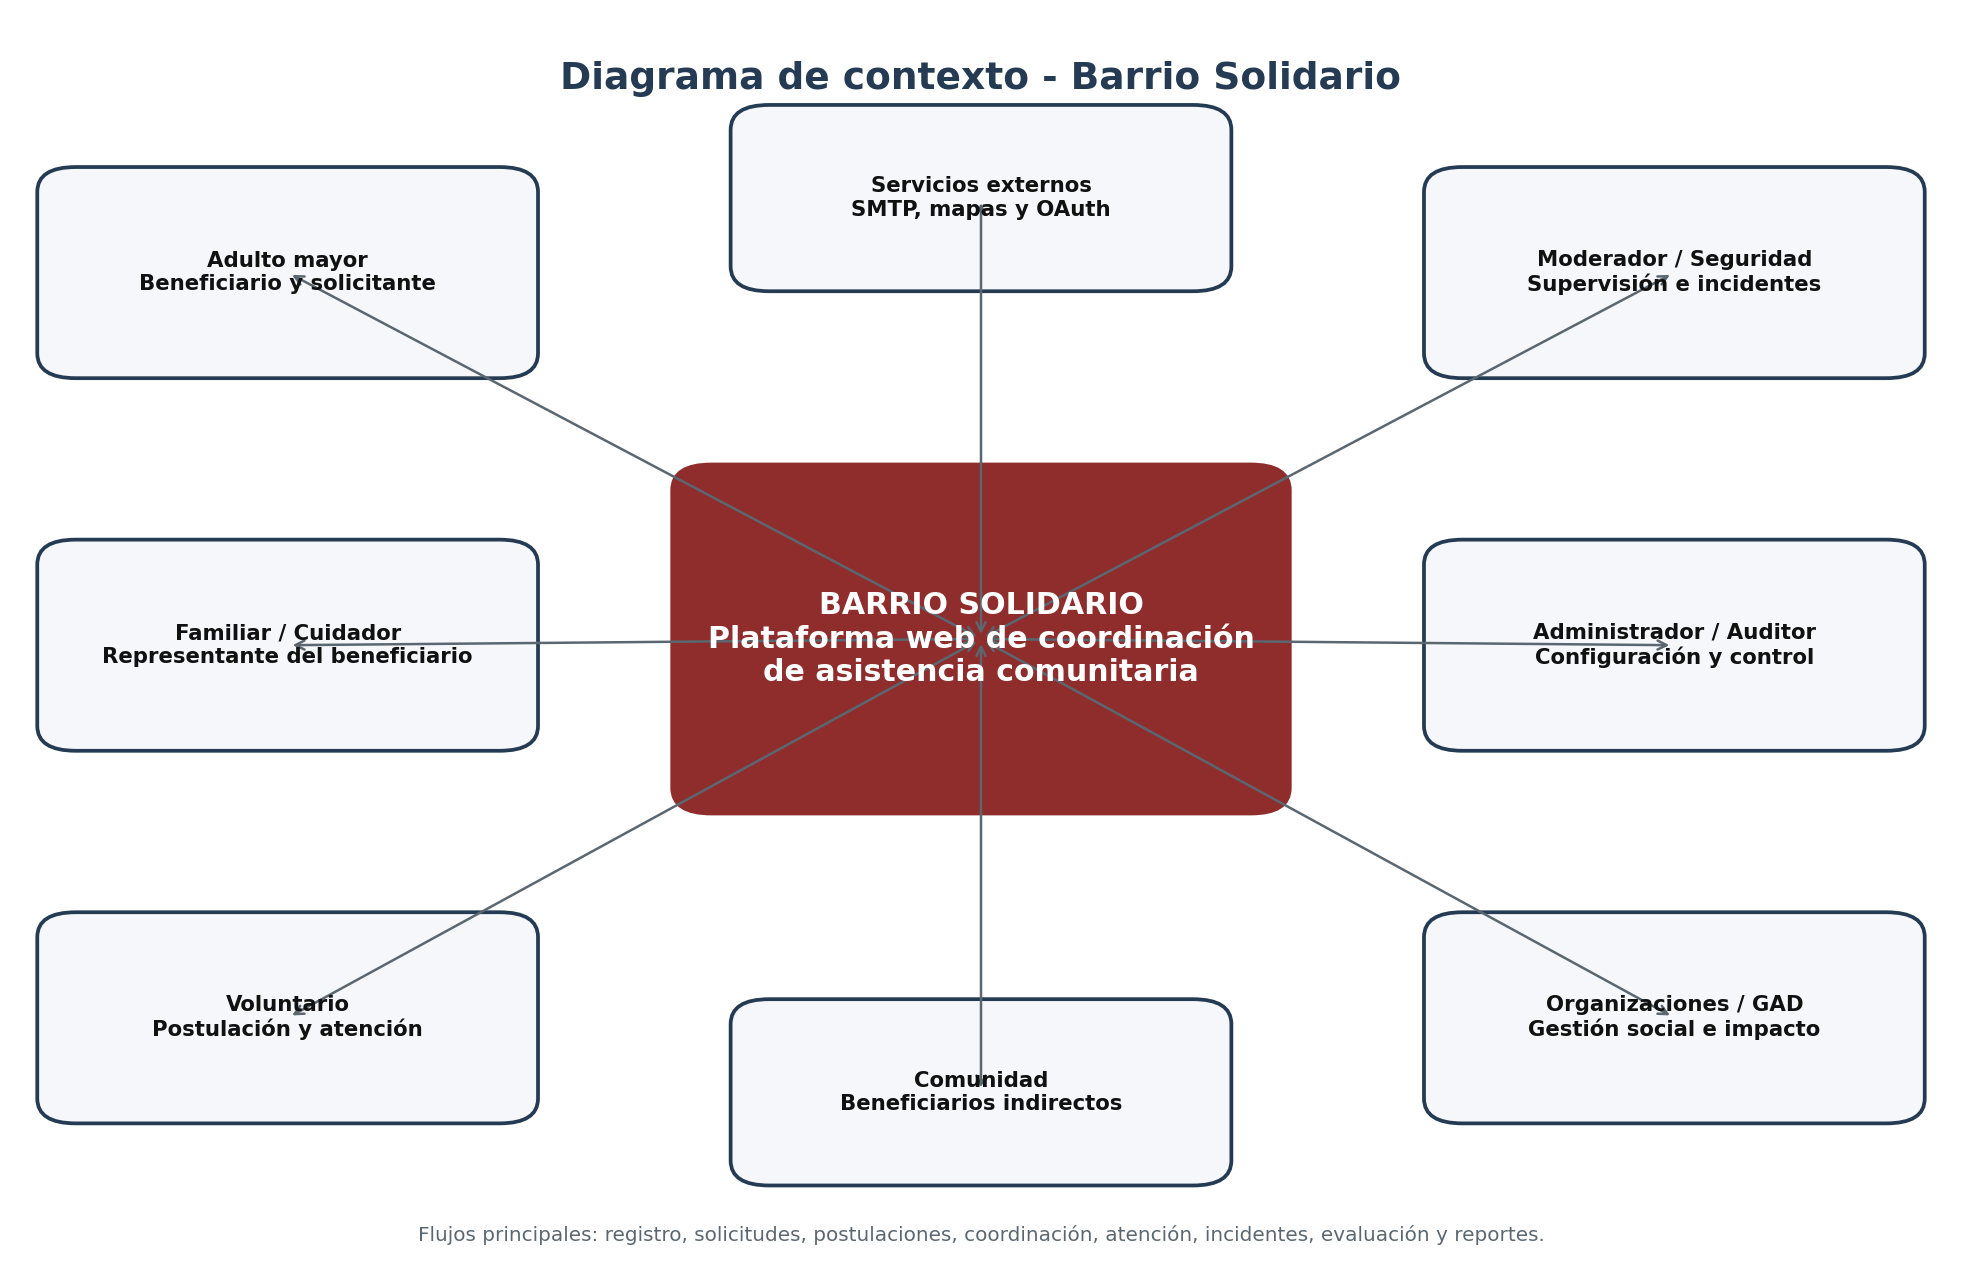 Diagrama de contexto - Barrio Solidario
Servicios externos
SMTP, mapas y OAuth
Adulto mayor
Beneficiario y solicitante
Moderador / Seguridad
Supervisión e incidentes
BARRIO SOLIDARIO
Plataforma web de coordinación
de asistencia comunitaria
Familiar / Cuidador
Representante del beneficiario
Administrador / Auditor
Configuración y control
Voluntario
Postulación y atención
Comunidad
Beneficiarios indirectos
Organizaciones / GAD
Gestión social e impacto
Flujos principales: registro, solicitudes, postulaciones, coordinación, atención, incidentes, evaluación y reportes.